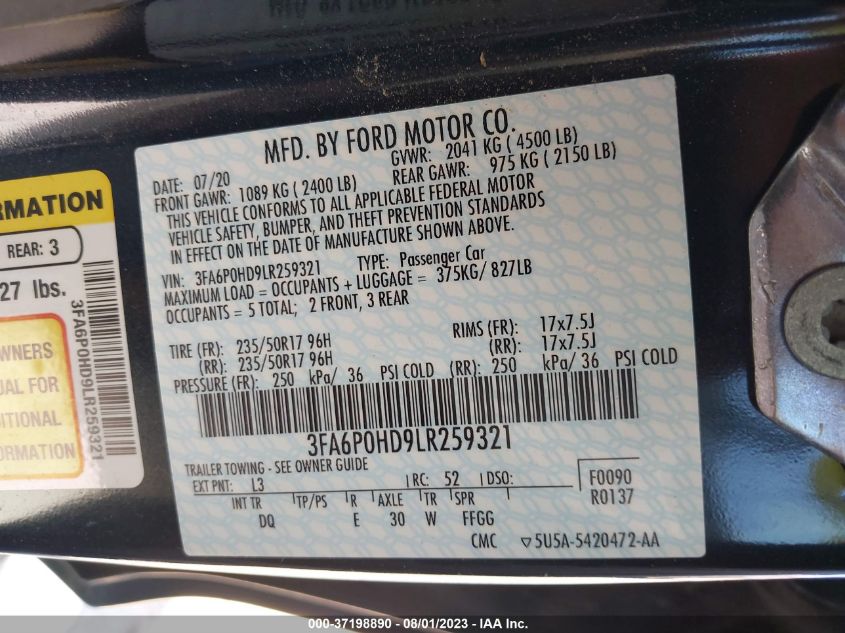 MFD. BY FORD MOTOR CO.
DATE: 07/20
GVWR: 2041 KG ( 4500 LB)
FRONT GAWR: 1089 KG ( 2400 LB)
REAR GAWR: 975 KG ( 2150 LB)
THIS VEHICLE CONFORMS TO ALL APPLICABLE FEDERAL MOTOR
VEHICLE SAFETY, BUMPER, AND THEFT PREVENTION STANDARDS
IN EFFECT ON THE DATE OF MANUFACTURE SHOWN ABOVE.
VIN: 3FA6P0HD9LR259321 TYPE: Passenger Car
MAXIMUM LOAD = OCCUPANTS + LUGGAGE = 375KG/ 827LB
OCCUPANTS = 5 TOTAL; 2 FRONT, 3 REAR
TIRE (FR): 235/50R17 96H RIMS (FR): 17x7.5J
(RR): 235/50R17 96H (RR): 17x7.5J
PRESSURE (FR): 250 kPa/ 36 PSI COLD (RR): 250 kPa/ 36 PSI COLD
3FA6P0HD9LR259321
TRAILER TOWING - SEE OWNER GUIDE
EXT PNT: L3 RC: 52 DSO:
F0090
R0137
INT TR TP/PS R AXLE TR SPR
DQ E 30 W FFGG
CMC 5U5A-5420472-AA
RMATION
REAR: 3
27 lbs.
WNERS
UAL FOR
DITIONAL
RMATION
3FA6P0HD9LR259321
000-37198890 - 08/01/2023 - IAA Inc.